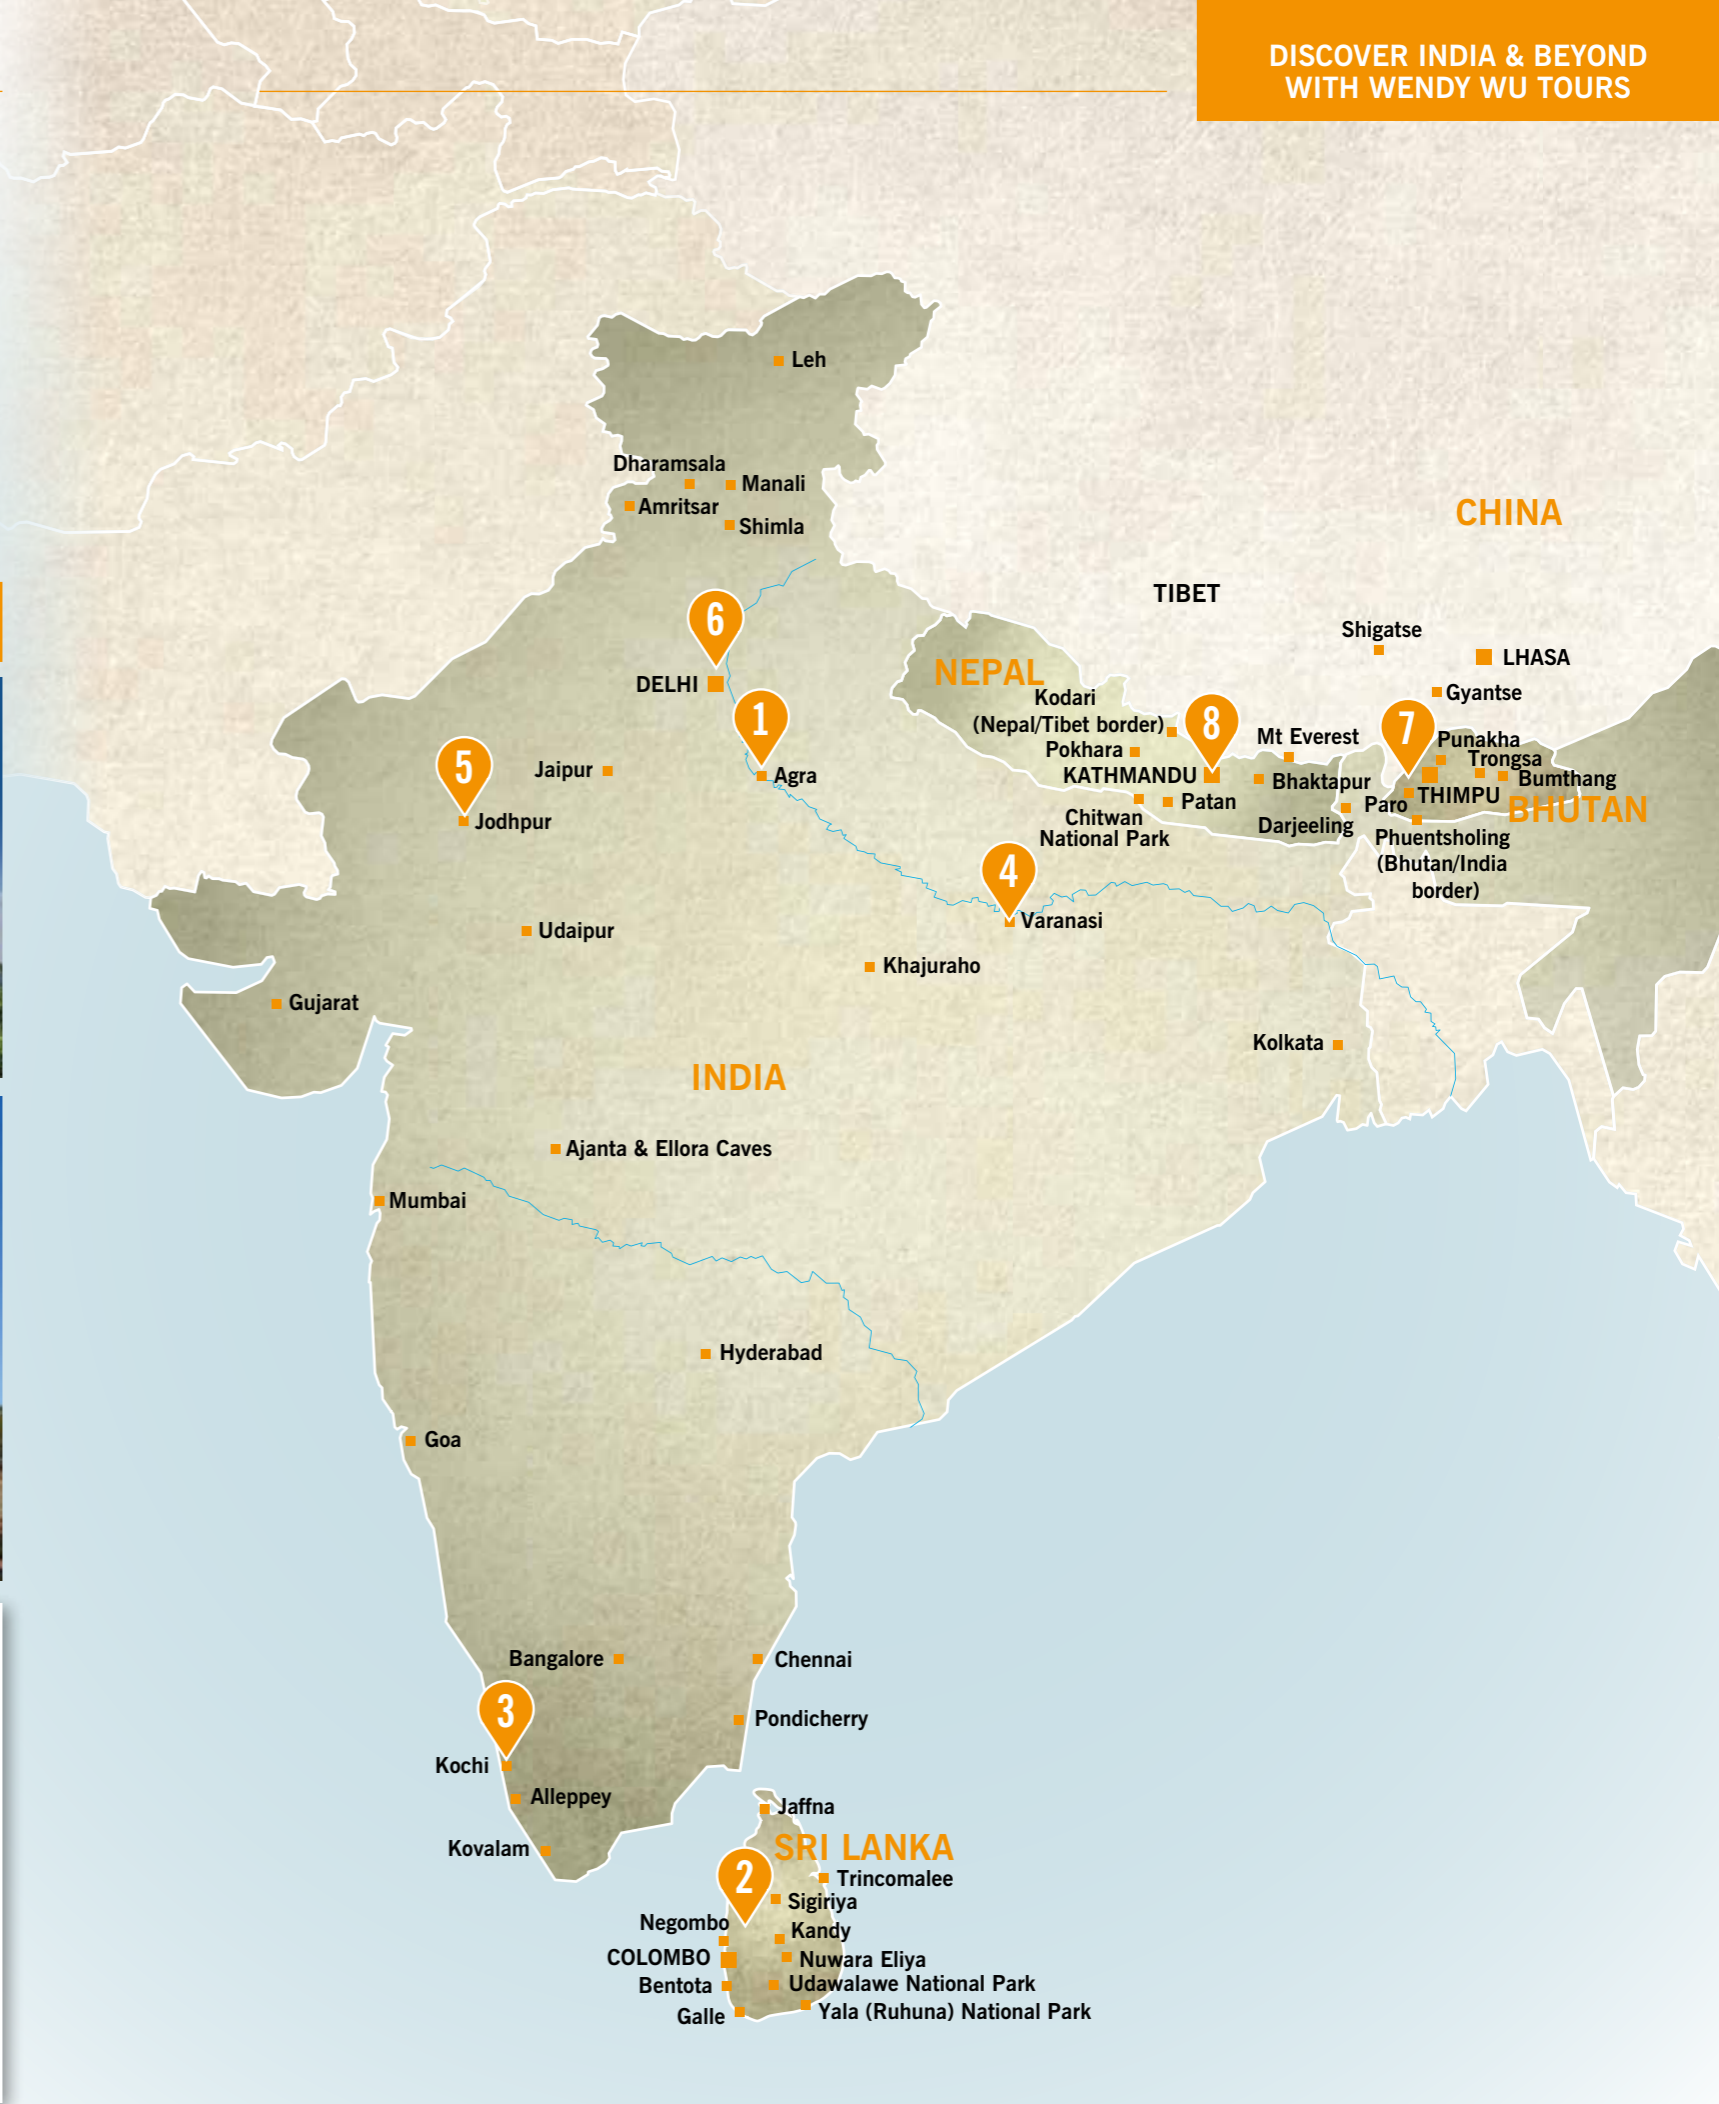 DISCOVER INDIA & BEYOND
WITH WENDY WU TOURS
Leh
Dharamsala
Manali
Amritsar
Shimla
CHINA
TIBET
6
Shigatse
LHASA
NEPAL
DELHI
Kodari
(Nepal/Tibet border)
Gyantse
1
8
7
Mt Everest
Punakha
Pokhara
Trongsa
5
Jaipur
Agra
KATHMANDU
Bhaktapur
Bumthang
Patan
Paro
THIMPU
BHUTAN
Jodhpur
Chitwan
National Park
Darjeeling
Phuentsholing
(Bhutan/India
border)
4
Varanasi
Udaipur
Khajuraho
Gujarat
Kolkata
INDIA
Ajanta & Ellora Caves
Mumbai
Hyderabad
Goa
Bangalore
Chennai
3
Pondicherry
Kochi
Alleppey
Jaffna
Kovalam
SRI LANKA
2
Trincomalee
Sigiriya
Negombo
Kandy
COLOMBO
Nuwara Eliya
Bentota
Udawalawe National Park
Galle
Yala (Ruhuna) National Park